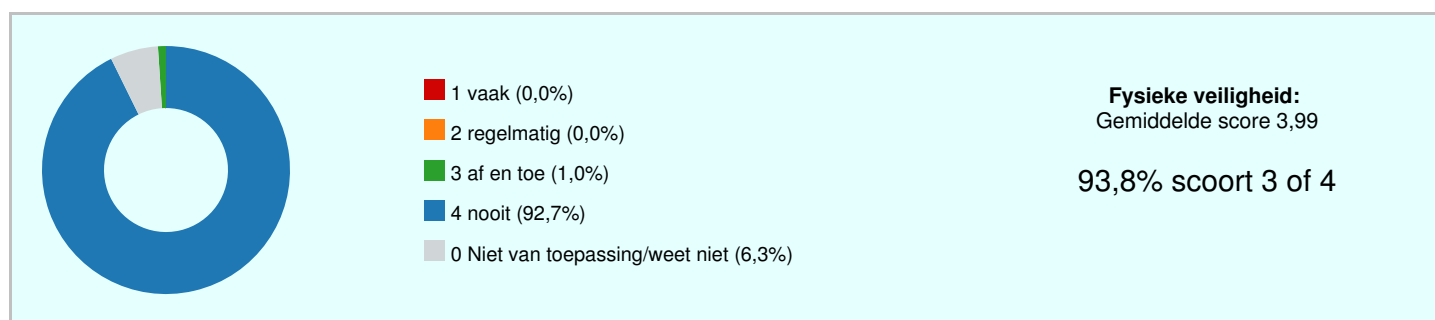 1 vaak (0,0%)
2 regelmatig (0,0%)
3 af en toe (1,0%)
4 nooit (92,7%)
0 Niet van toepassing/weet niet (6,3%)
Fysieke veiligheid:
Gemiddelde score 3,99
93,8% scoort 3 of 4